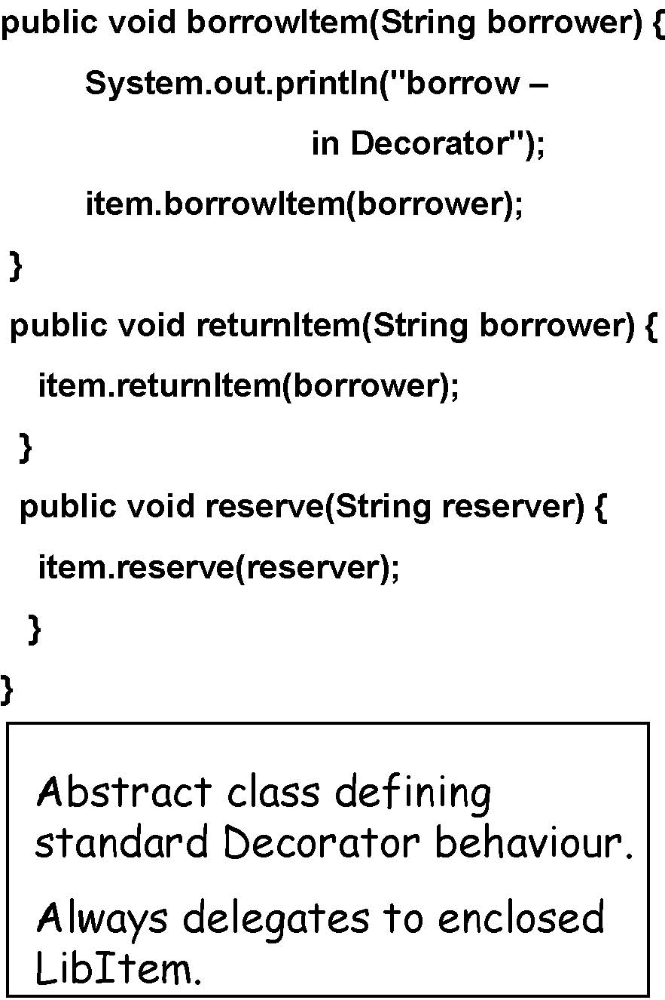 public void borrowItem(String borrower) {
System.out.println("borrow –
in Decorator");
item.borrowItem(borrower);
}
public void returnItem(String borrower) {
item.returnItem(borrower);
}
public void reserve(String reserver) {
item.reserve(reserver);
}
}
Abstract class defining
standard Decorator behaviour.
Always delegates to enclosed
LibItem.